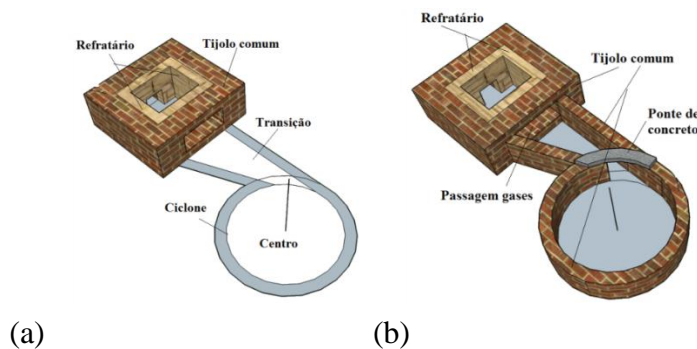 Refratário
Tijolo comum
Transição
Ciclone
Centro
(a)
Refratário
Tijolo comum
Ponte de
concreto
Passagem gases
(b)